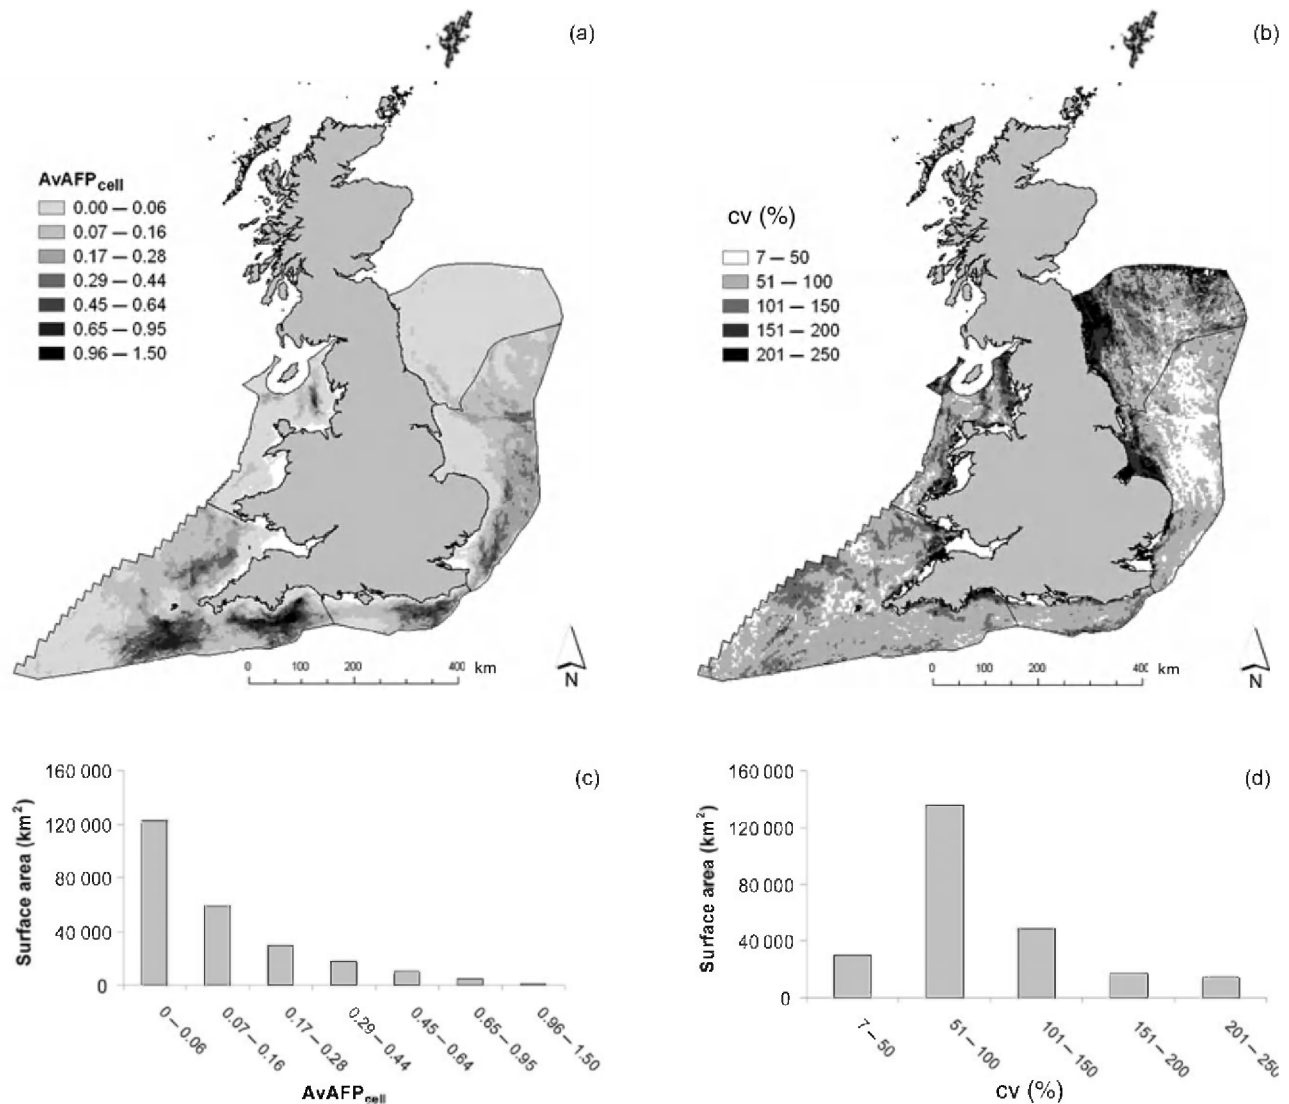 (a)
AvAFPcell
0.00 — 0.06
0.07 — 0.16
0.17 — 0.28
0.29 — 0.44
0.45 — 0.64
0.65 — 0.95
0.96 — 1.50
0 100 200 400 km
N
(b)
cv (%)
7 — 50
51 — 100
101 — 150
151 — 200
201 — 250
0 100 200 400 km
N
(c)
Surface area (km²)
160 000
120 000
80 000
40 000
0
0 — 0.06
0.07 — 0.16
0.17 — 0.28
0.29 — 0.44
0.45 — 0.64
0.65 — 0.95
0.96 — 1.50
AvAFPcell
(d)
Surface area (km²)
160 000
120 000
80 000
40 000
0
7 — 50
51 — 100
101 — 150
151 — 200
201 — 250
cv (%)